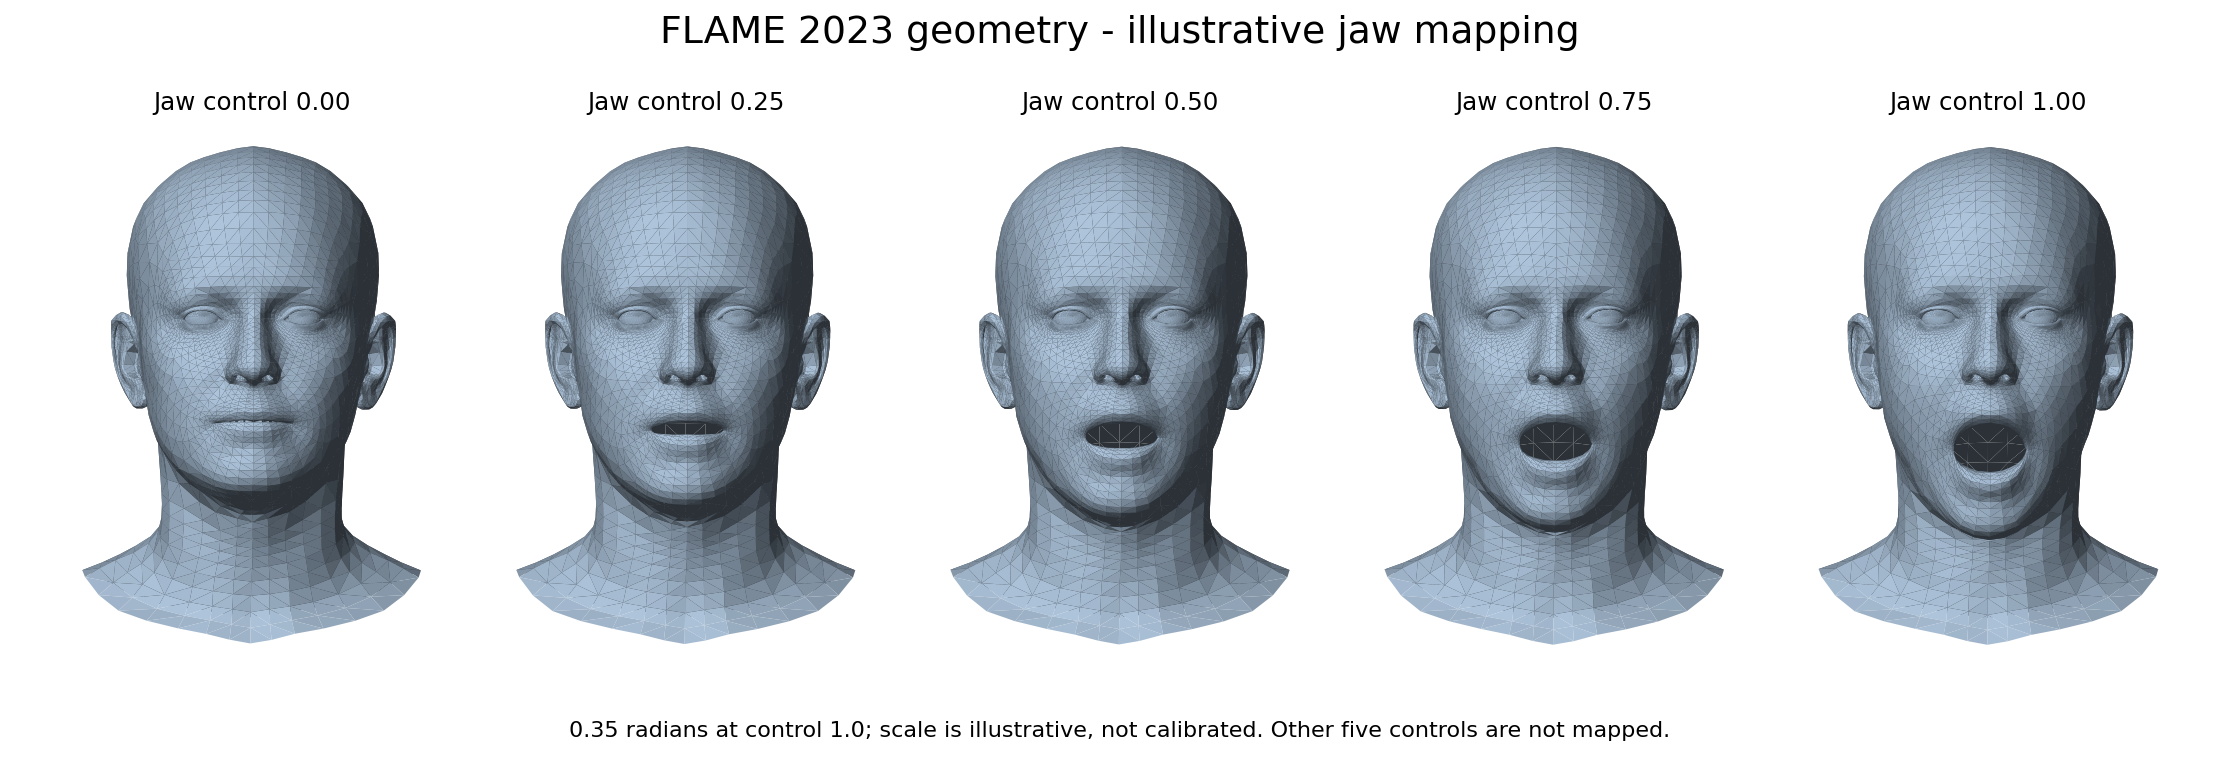 FLAME 2023 geometry - illustrative jaw mapping
Jaw control 0.00
Jaw control 0.25
Jaw control 0.50
Jaw control 0.75
Jaw control 1.00
0.35 radians at control 1.0; scale is illustrative, not calibrated. Other five controls are not mapped.